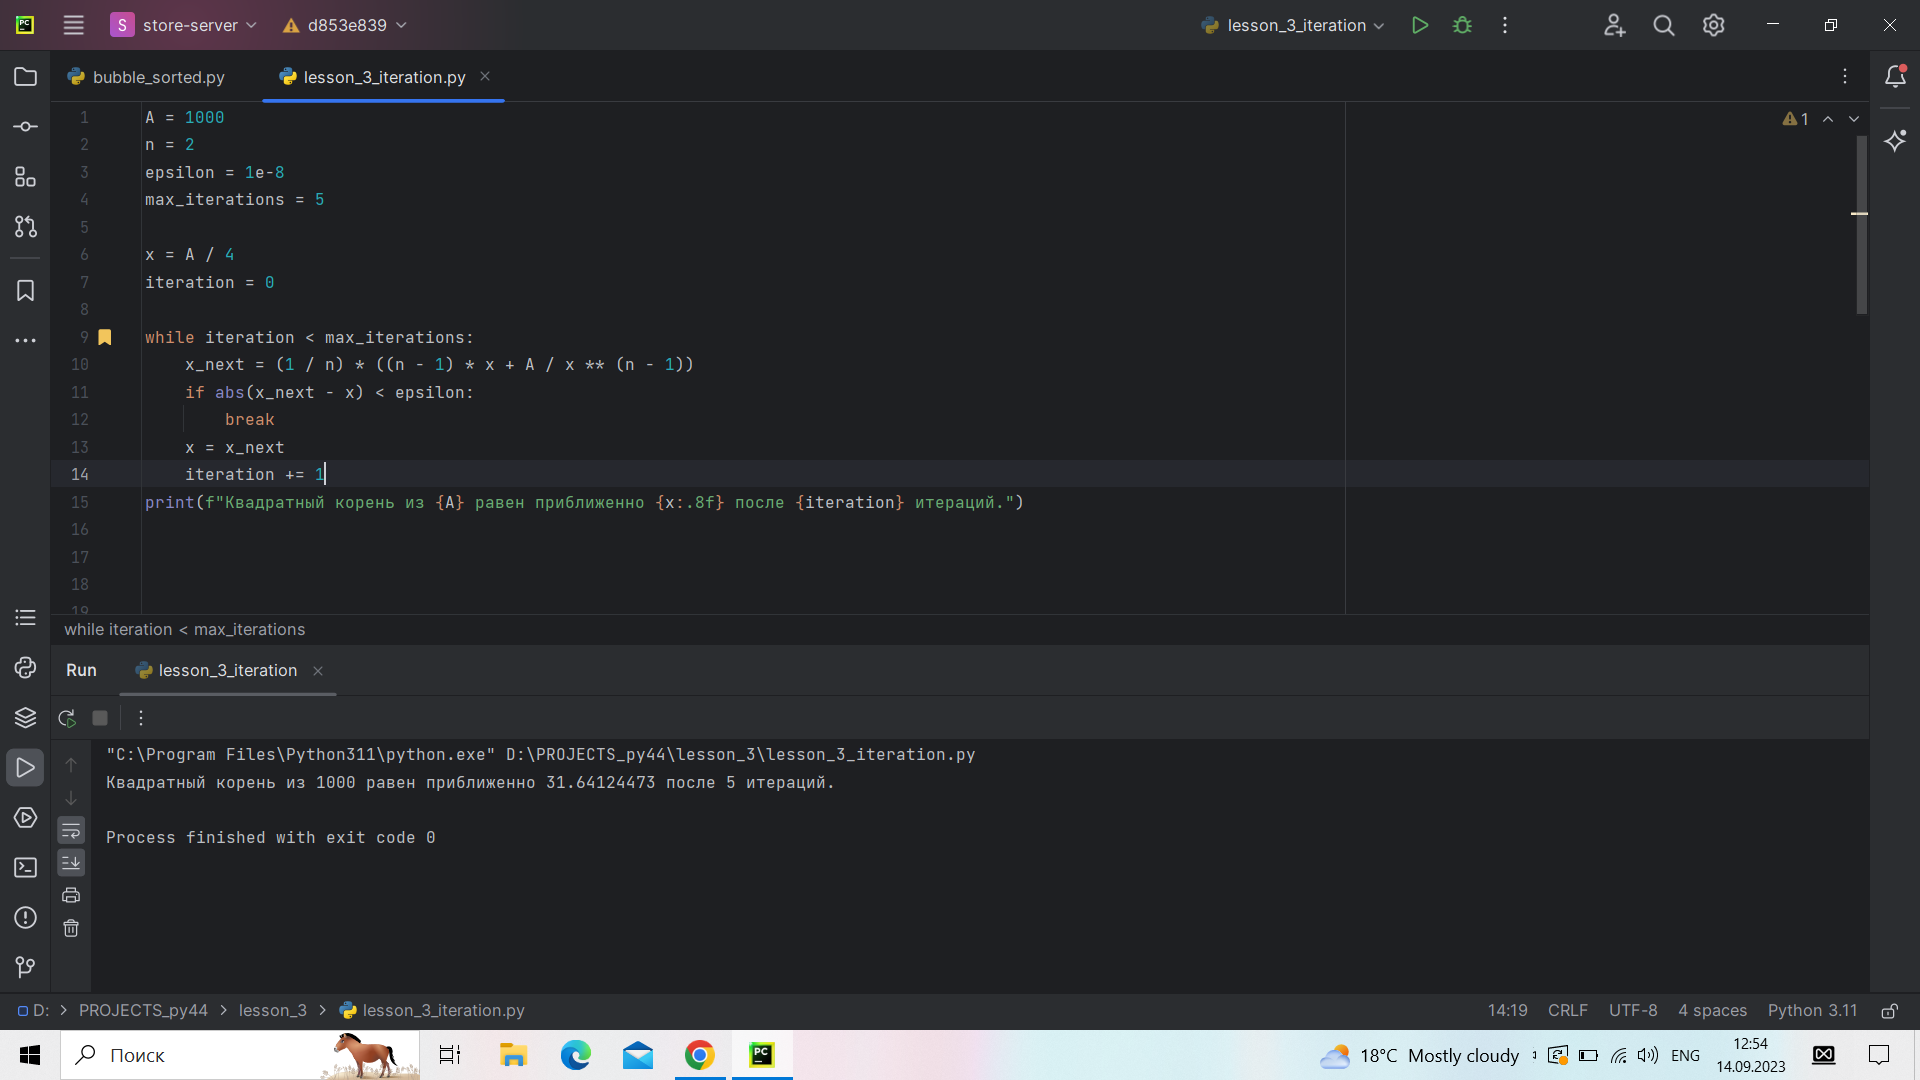 PC
S store-server
d853e839
lesson_3_iteration
bubble_sorted.py
lesson_3_iteration.py
1 A = 1000
2 n = 2
3 epsilon = 1e-8
4 max_iterations = 5
5
6 x = A / 4
7 iteration = 0
8
9 while iteration < max_iterations:
10 x_next = (1 / n) * ((n - 1) * x + A / x ** (n - 1))
11 if abs(x_next - x) < epsilon:
12 break
13 x = x_next
14 iteration += 1
15 print(f"Квадратный корень из {A} равен приближенно {x:.8f} после {iteration} итераций.")
16
17
18
19
1
while iteration < max_iterations
Run
lesson_3_iteration
"C:\Program Files\Python311\python.exe" D:\PROJECTS_py44\lesson_3\lesson_3_iteration.py
Квадратный корень из 1000 равен приближенно 31.64124473 после 5 итераций.
Process finished with exit code 0
D: > PROJECTS_py44 > lesson_3 > lesson_3_iteration.py
14:19 CRLF UTF-8 4 spaces Python 3.11
Поиск
PC
18°C Mostly cloudy
ENG
12:54
14.09.2023